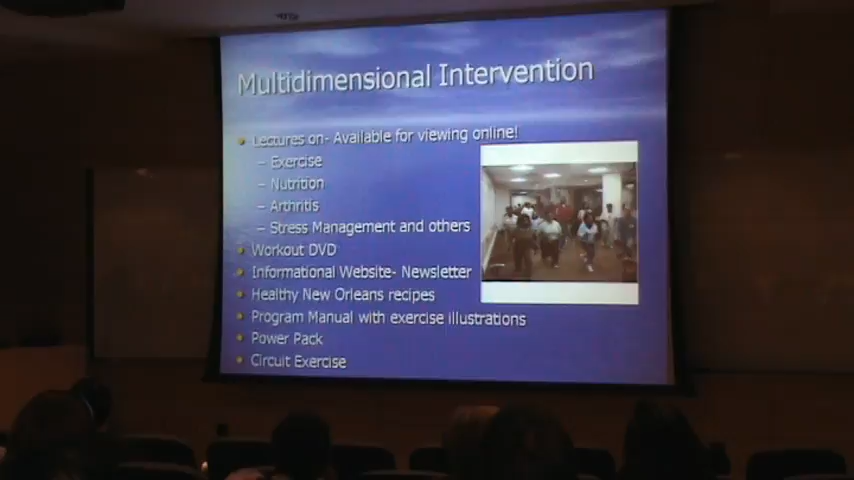 Multidimensional Intervention
Lectures on- Available for viewing online!
– Exercise
– Nutrition
– Arthritis
– Stress Management and others
Workout DVD
Informational Website- Newsletter
Healthy New Orleans recipes
Program Manual with exercise illustrations
Power Pack
Circuit Exercise